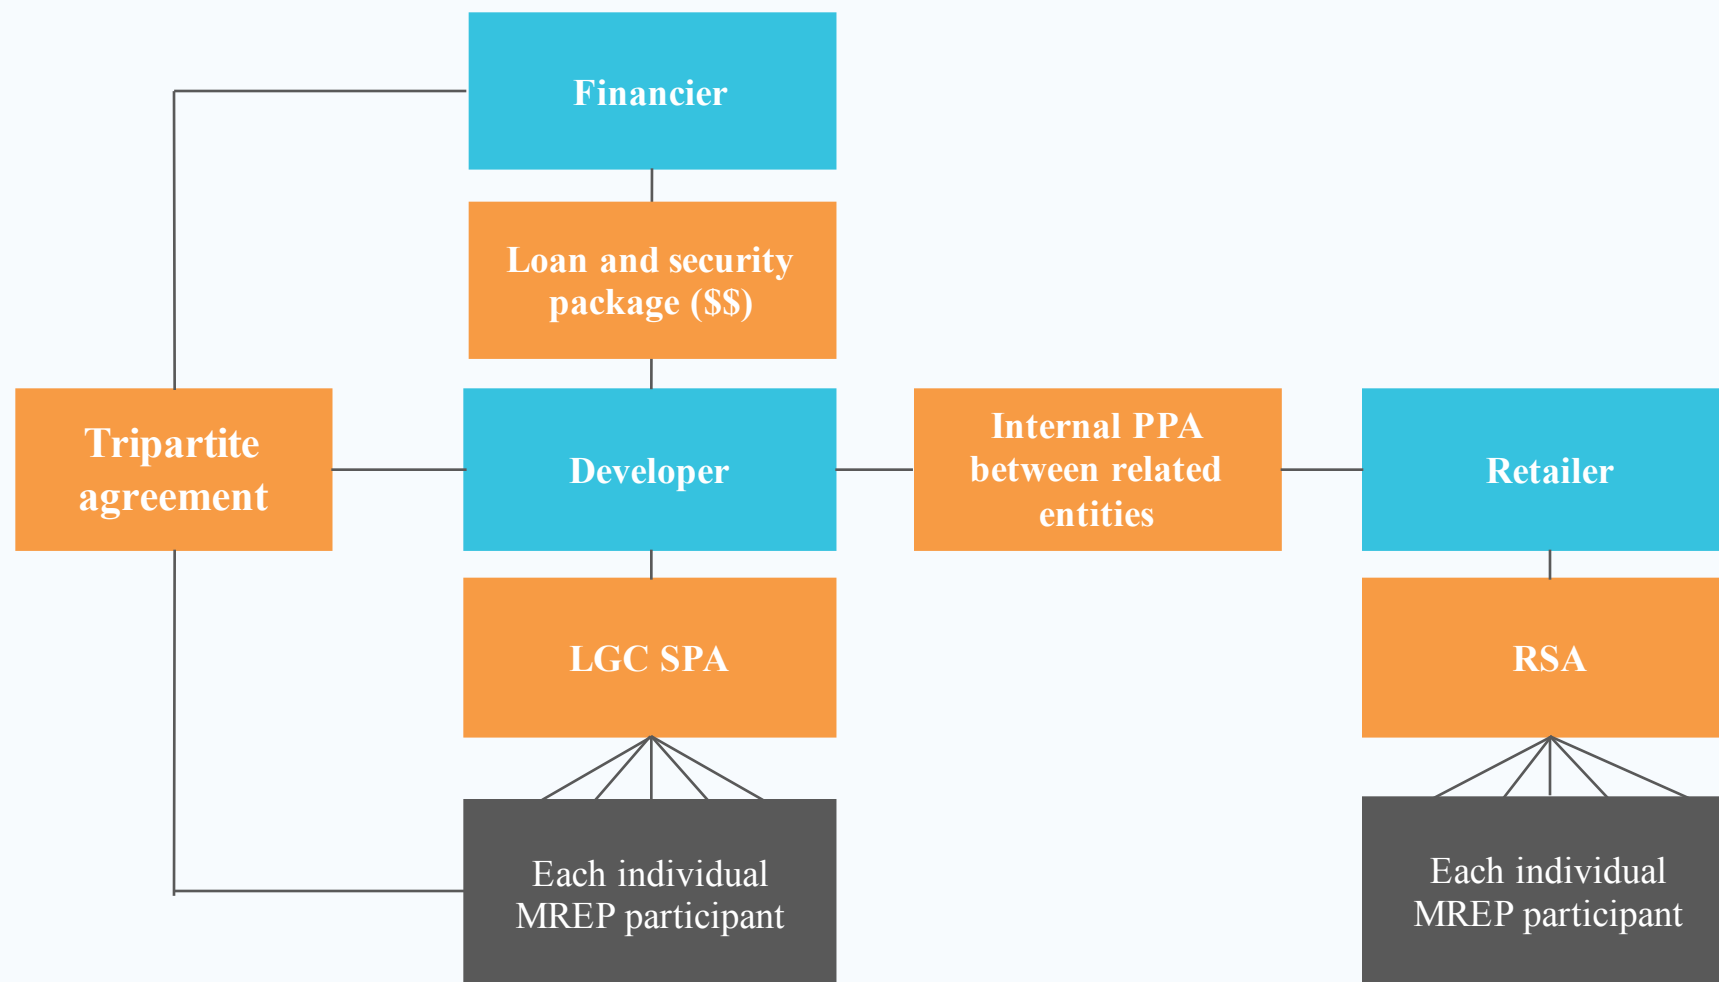 Financier
Loan and security
package ($$)
Tripartite
agreement
Developer
Internal PPA
between related
entities
Retailer
LGC SPA
RSA
Each individual
MREP participant
Each individual
MREP participant